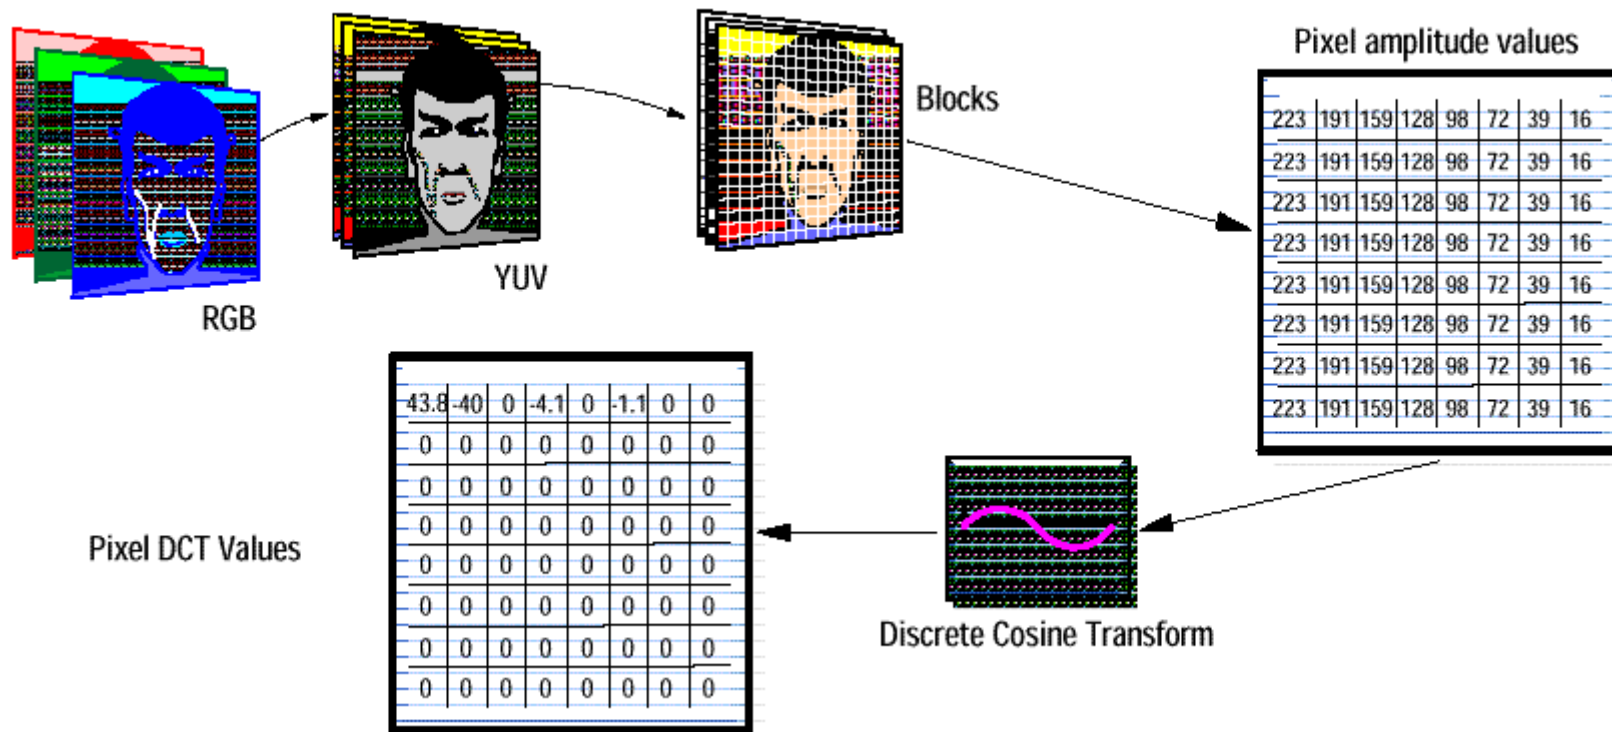 RGB
YUV
Blocks
Pixel amplitude values
223 191 159 128 98 72 39 16
223 191 159 128 98 72 39 16
223 191 159 128 98 72 39 16
223 191 159 128 98 72 39 16
223 191 159 128 98 72 39 16
223 191 159 128 98 72 39 16
223 191 159 128 98 72 39 16
223 191 159 128 98 72 39 16
Discrete Cosine Transform
Pixel DCT Values
43.8 -40 0 -4.1 0 -1.1 0 0
0 0 0 0 0 0 0 0
0 0 0 0 0 0 0 0
0 0 0 0 0 0 0 0
0 0 0 0 0 0 0 0
0 0 0 0 0 0 0 0
0 0 0 0 0 0 0 0
0 0 0 0 0 0 0 0